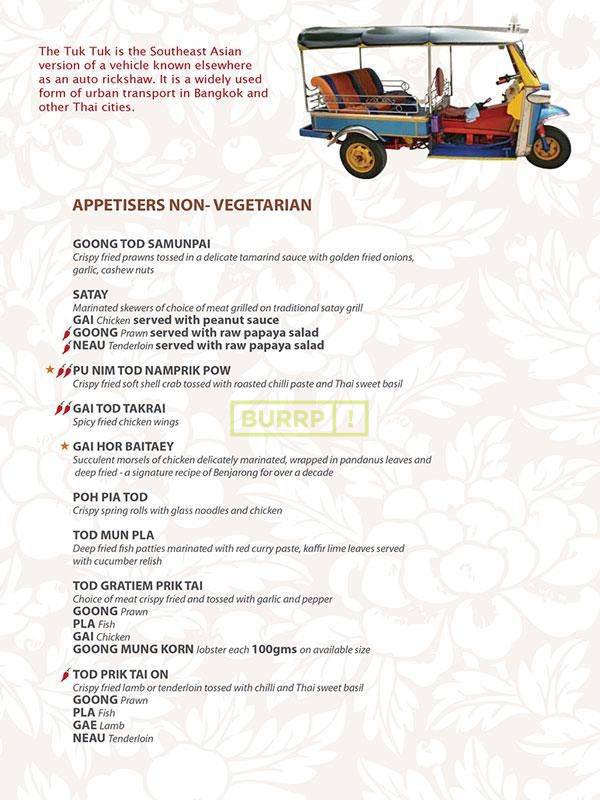 The Tuk Tuk is the Southeast Asian
version of a vehicle known elsewhere
as an auto rickshaw. It is a widely used
form of urban transport in Bangkok and
other Thai cities.
APPETISERS NON- VEGETARIAN
GOONG TOD SAMUNPAI
Crispy fried prawns tossed in a delicate tamarind sauce with golden fried onions,
garlic, cashew nuts
SATAY
Marinated skewers of choice of meat grilled on traditional satay grill
GAI Chicken served with peanut sauce
GOONG Prawn served with raw papaya salad
NEAU Tenderloin served with raw papaya salad
PU NIM TOD NAMPRIK POW
Crispy fried soft shell crab tossed with roasted chilli paste and Thai sweet basil
GAI TOD TAKRAI
Spicy fried chicken wings
BURRP!
GAI HOR BAITAEY
Succulent morsels of chicken delicately marinated, wrapped in pandanus leaves and
deep fried - a signature recipe of Benjarong for over a decade
POH PIA TOD
Crispy spring rolls with glass noodles and chicken
TOD MUN PLA
Deep fried fish patties marinated with red curry paste, kaffir lime leaves served
with cucumber relish
TOD GRATIEM PRIK TAI
Choice of meat crispy fried and tossed with garlic and pepper
GOONG Prawn
PLA Fish
GAI Chicken
GOONG MUNG KORN lobster each 100gms on available size
TOD PRIK TAI ON
Crispy fried lamb or tenderloin tossed with chilli and Thai sweet basil
GOONG Prawn
PLA Fish
GAE Lamb
NEAU Tenderloin